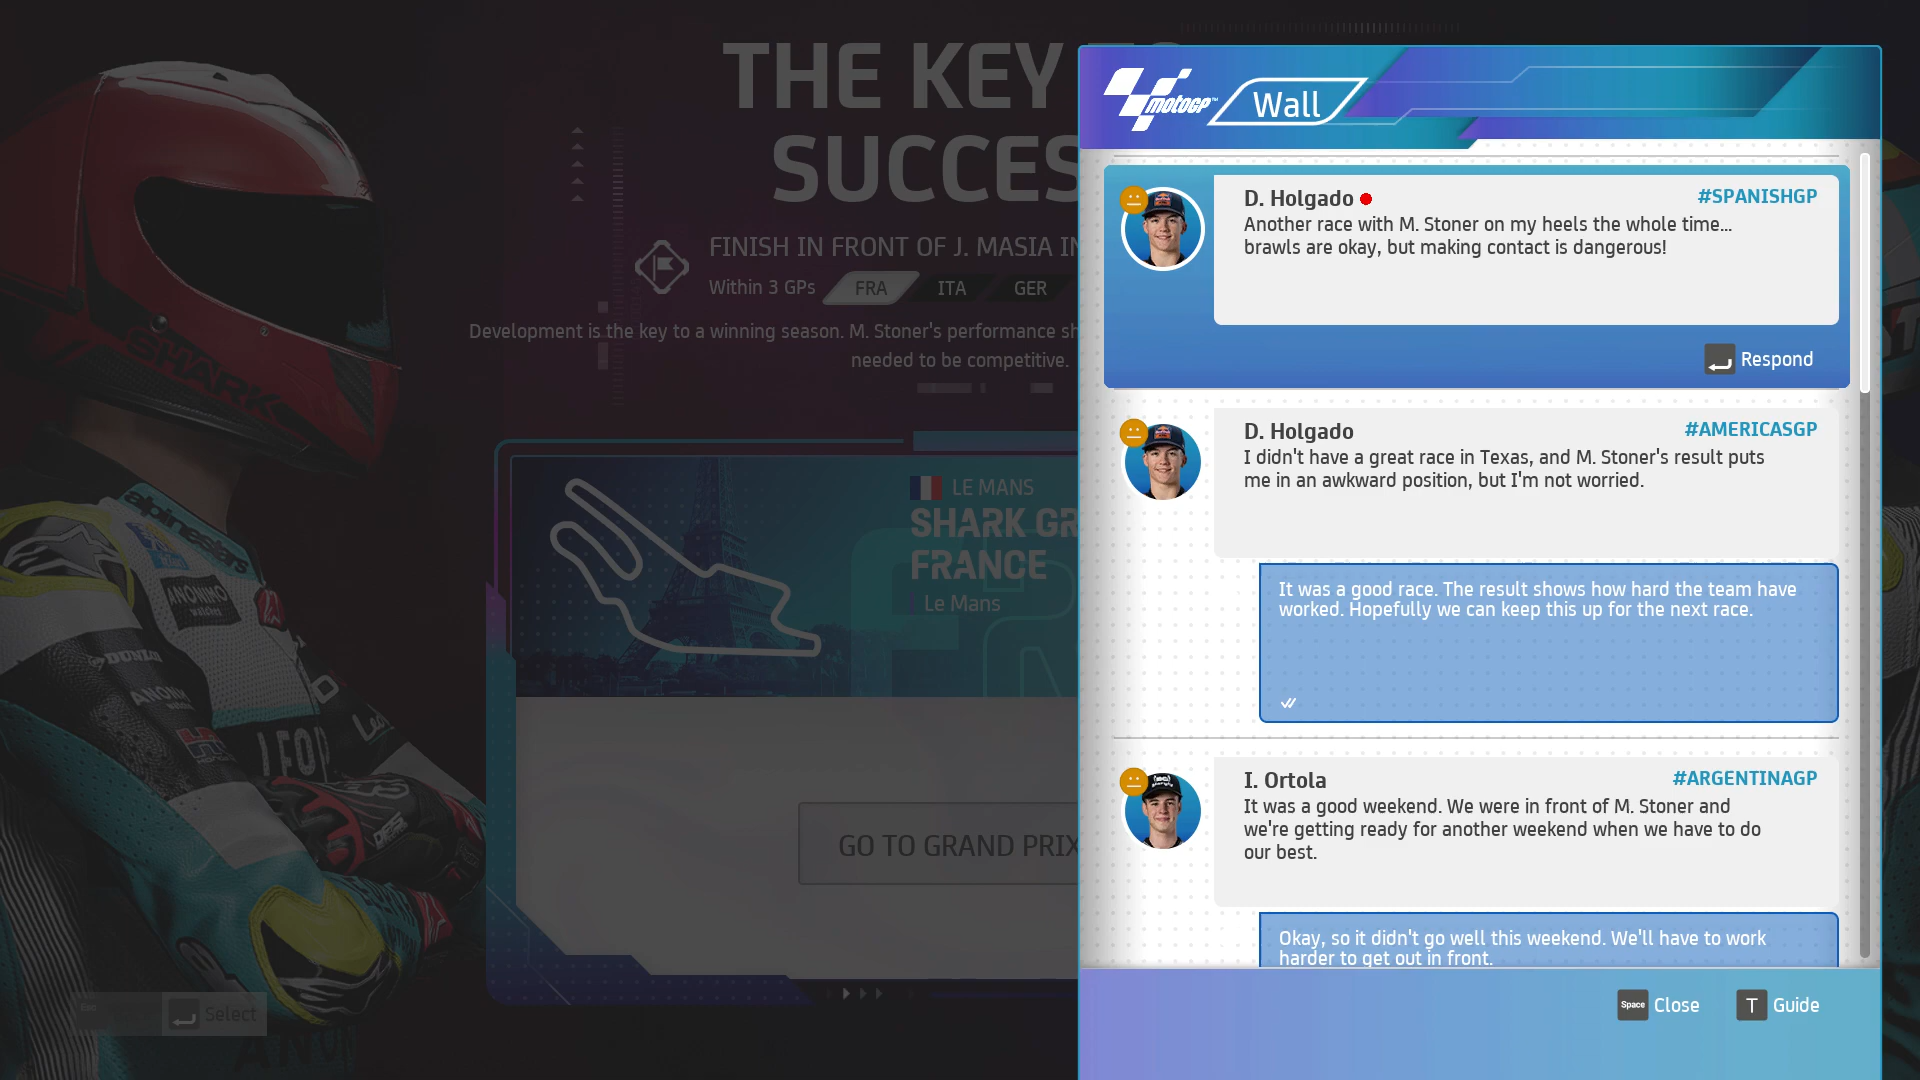 THE KEY
SUCCES
FINISH IN FRONT OF J. MASIA IN
Within 3 GPs
FRA
ITA
GER
Development is the key to a winning season. M. Stoner's performance sh
needed to be competitive.
LE MANS
SHARK GR
FRANCE
Le Mans
GO TO GRAND PRIX
Select
SHARK
alpinestars
ANONIMO
watches
DUNLOP
MotoGP™
Wall
D. Holgado
#SPANISHGP
Another race with M. Stoner on my heels the whole time...
brawls are okay, but making contact is dangerous!
Respond
D. Holgado
#AMERICASGP
I didn't have a great race in Texas, and M. Stoner's result puts
me in an awkward position, but I'm not worried.
It was a good race. The result shows how hard the team have
worked. Hopefully we can keep this up for the next race.
I. Ortola
#ARGENTINAGP
It was a good weekend. We were in front of M. Stoner and
we're getting ready for another weekend when we have to do
our best.
Okay, so it didn't go well this weekend. We'll have to work
harder to get out in front.
Space Close
T Guide